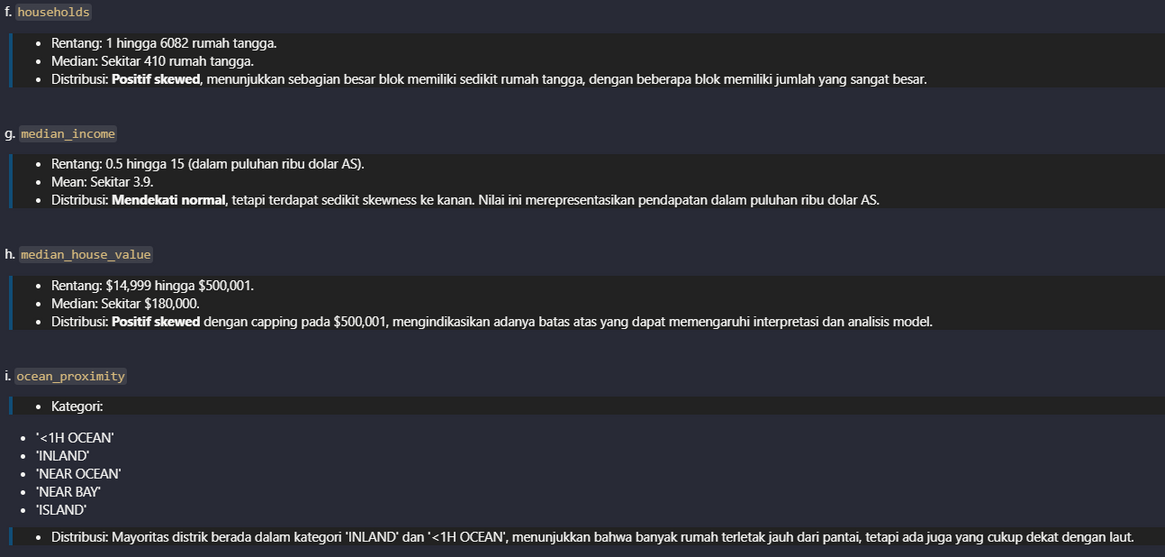 f. households
• Rentang: 1 hingga 6082 rumah tangga.
• Median: Sekitar 410 rumah tangga.
• Distribusi: Positif skewed, menunjukkan sebagian besar blok memiliki sedikit rumah tangga, dengan beberapa blok memiliki jumlah yang sangat besar.
g. median_income
• Rentang: 0.5 hingga 15 (dalam puluhan ribu dolar AS).
• Mean: Sekitar 3.9.
• Distribusi: Mendekati normal, tetapi terdapat sedikit skewness ke kanan. Nilai ini merepresentasikan pendapatan dalam puluhan ribu dolar AS.
h. median_house_value
• Rentang: $14,999 hingga $500,001.
• Median: Sekitar $180,000.
• Distribusi: Positif skewed dengan capping pada $500,001, mengindikasikan adanya batas atas yang dapat memengaruhi interpretasi dan analisis model.
i. ocean_proximity
• Kategori:
• '<1H OCEAN'
• 'INLAND'
• 'NEAR OCEAN'
• 'NEAR BAY'
• 'ISLAND'
• Distribusi: Mayoritas distrik berada dalam kategori 'INLAND' dan '<1H OCEAN', menunjukkan bahwa banyak rumah terletak jauh dari pantai, tetapi ada juga yang cukup dekat dengan laut.